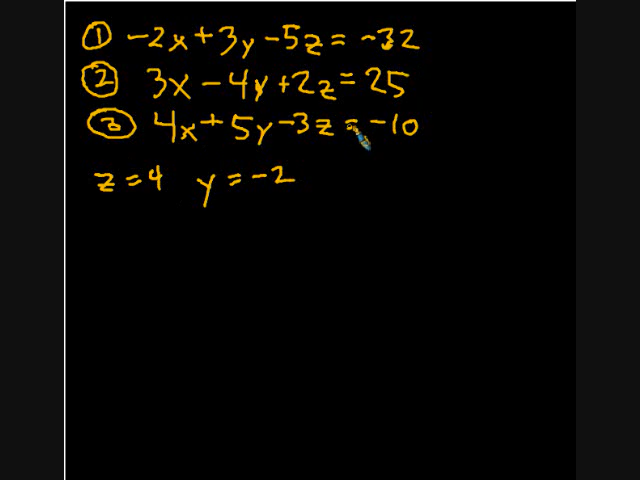 ① -2x+3y-5z=-32
② 3x-4y+2z=25
③ 4x+5y-3z=-10
z=4 y=-2